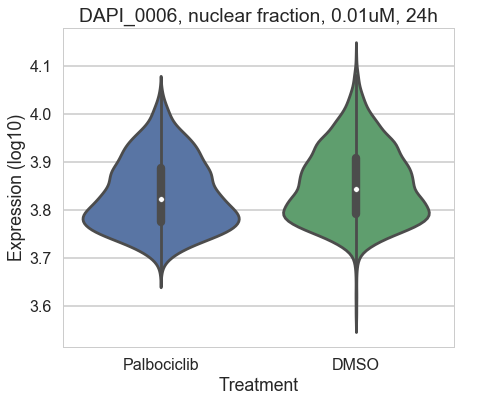 DAPI_0006, nuclear fraction, 0.01uM, 24h
Expression (log10)
4.1
4.0
3.9
3.8
3.7
3.6
Palbociclib
DMSO
Treatment